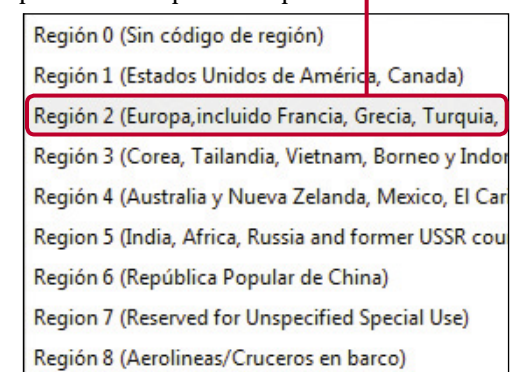 Región 0 (Sin código de región)
Región 1 (Estados Unidos de América, Canada)
Región 2 (Europa,incluido Francia, Grecia, Turquia,
Región 3 (Corea, Tailandia, Vietnam, Borneo y Indor
Región 4 (Australia y Nueva Zelanda, Mexico, El Car
Region 5 (India, Africa, Russia and former USSR cou
Región 6 (República Popular de China)
Region 7 (Reserved for Unspecified Special Use)
Región 8 (Aerolineas/Cruceros en barco)